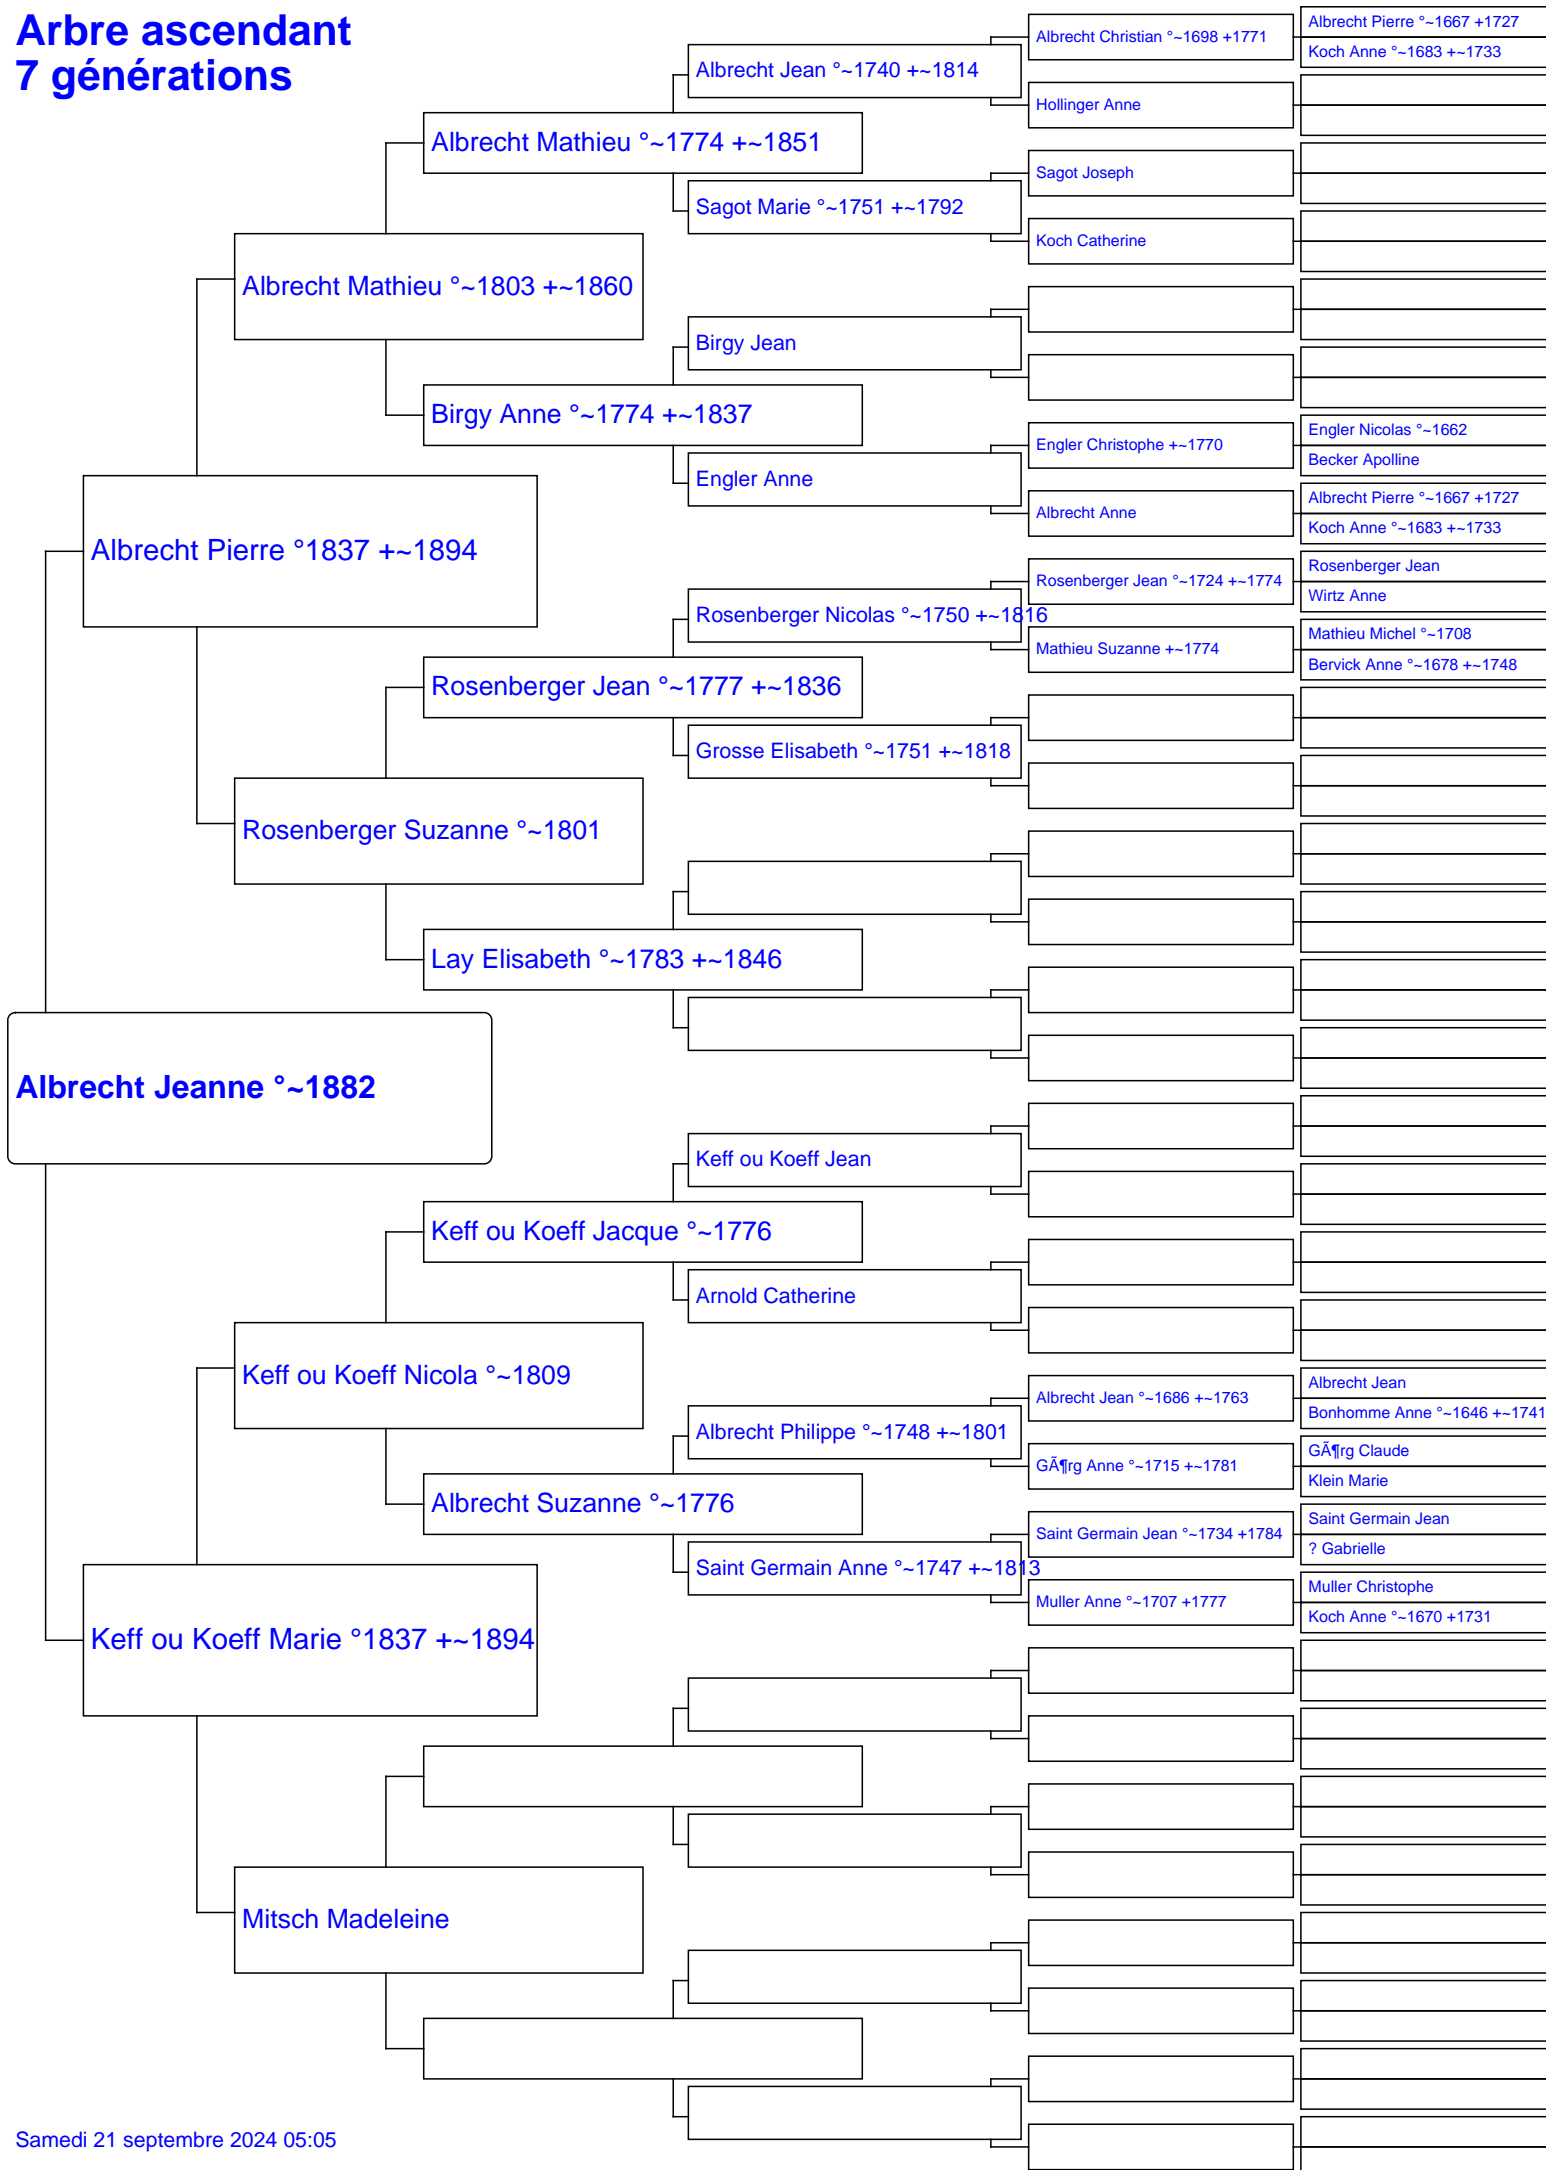 Arbre ascendant
7 générations
Albrecht Jeanne °~1882
Albrecht Pierre °1837 +~1894
Keff ou Koeff Marie °1837 +~1894
Albrecht Mathieu °~1803 +~1860
Rosenberger Suzanne °~1801
Keff ou Koeff Nicola °~1809
Mitsch Madeleine
Albrecht Mathieu °~1774 +~1851
Birgy Anne °~1774 +~1837
Rosenberger Jean °~1777 +~1836
Lay Elisabeth °~1783 +~1846
Keff ou Koeff Jacque °~1776
Albrecht Suzanne °~1776
Albrecht Jean °~1740 +~1814
Sagot Marie °~1751 +~1792
Birgy Jean
Engler Anne
Rosenberger Nicolas °~1750 +~1816
Grosse Elisabeth °~1751 +~1818
Keff ou Koeff Jean
Arnold Catherine
Albrecht Philippe °~1748 +~1801
Saint Germain Anne °~1747 +~1813
Albrecht Christian °~1698 +1771
Hollinger Anne
Sagot Joseph
Koch Catherine
Engler Christophe +~1770
Albrecht Anne
Rosenberger Jean °~1724 +~1774
Mathieu Suzanne +~1774
Albrecht Jean °~1686 +~1763
GÃ¶rg Anne °~1715 +~1781
Saint Germain Jean °~1734 +1784
Muller Anne °~1707 +1777
Albrecht Pierre °~1667 +1727
Koch Anne °~1683 +~1733
Engler Nicolas °~1662
Becker Apolline
Albrecht Pierre °~1667 +1727
Koch Anne °~1683 +~1733
Rosenberger Jean
Wirtz Anne
Mathieu Michel °~1708
Bervick Anne °~1678 +~1748
Albrecht Jean
Bonhomme Anne °~1646 +~1741
GÃ¶rg Claude
Klein Marie
Saint Germain Jean
? Gabrielle
Muller Christophe
Koch Anne °~1670 +1731
Samedi 21 septembre 2024 05:05